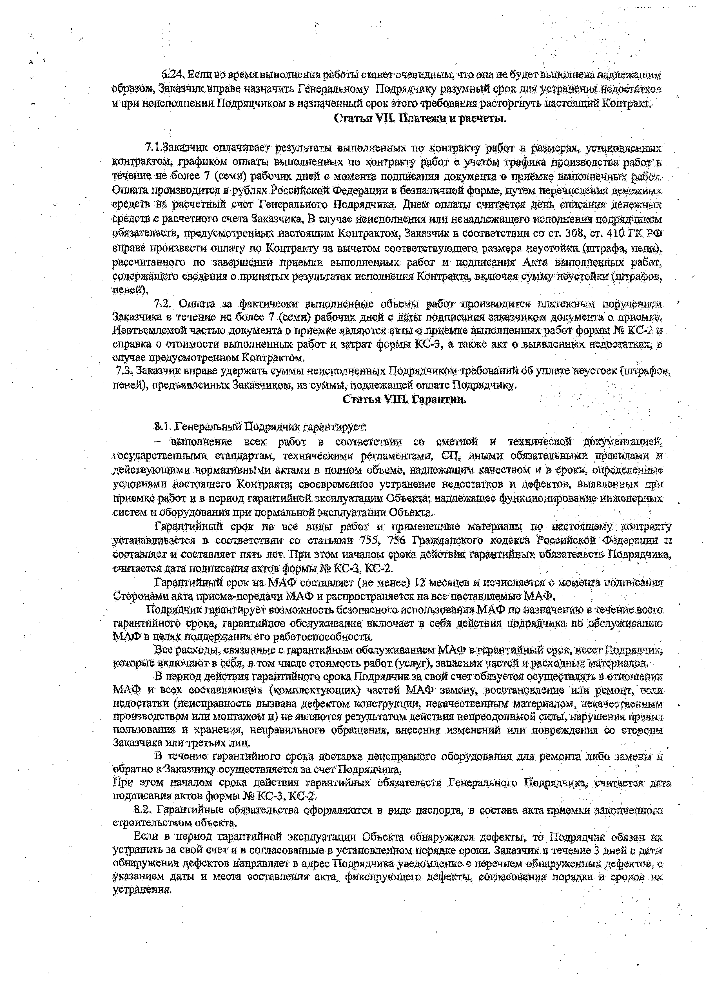 6.24. Если во время выполнения работы станет очевидным, что она не будет выполнена надлежащим
образом, Заказчик вправе назначить Генеральному Подрядчику разумный срок для устранения недостатков
и при неисполнении Подрядчиком в назначенный срок этого требования расторгнуть настоящий Контракт.
Статья VII. Платежи и расчеты.
7.1.Заказчик оплачивает результаты выполненных по контракту работ в размерах, установленных
контрактом, графиком оплаты выполненных по контракту работ с учетом графика производства работ в
течение не более 7 (семи) рабочих дней с момента подписания документа о приёмке выполненных работ.
Оплата производится в рублях Российской Федерации в безналичной форме, путем перечисления денежных
средств на расчетный счет Генерального Подрядчика. Днем оплаты считается день списания денежных
средств с расчетного счета Заказчика. В случае неисполнения или ненадлежащего исполнения подрядчиком
обязательств, предусмотренных настоящим Контрактом, Заказчик в соответствии со ст. 308, ст. 410 ГК РФ
вправе произвести оплату по Контракту за вычетом соответствующего размера неустойки (штрафа, пени),
рассчитанного по завершении приемки выполненных работ и подписания Акта выполненных работ,
содержащего сведения о принятых результатах исполнения Контракта, включая сумму неустойки (штрафов,
пеней).
7.2. Оплата за фактически выполненные объемы работ производится платежным поручением
Заказчика в течение не более 7 (семи) рабочих дней с даты подписания заказчиком документа о приемке.
Неотъемлемой частью документа о приемке являются акты о приемке выполненных работ формы № КС-2 и
справка о стоимости выполненных работ и затрат формы КС-3, а также акт о выявленных недостатках, в
случае предусмотренном Контрактом.
7.3. Заказчик вправе удержать суммы неисполненных Подрядчиком требований об уплате неустоек (штрафов,
пеней), предъявленных Заказчиком, из суммы, подлежащей оплате Подрядчику.
Статья VIII. Гарантии.
8.1. Генеральный Подрядчик гарантирует:
– выполнение всех работ в соответствии со сметной и технической документацией,
государственными стандартам, техническими регламентами, СП, иными обязательными правилами и
действующими нормативными актами в полном объеме, надлежащим качеством и в сроки, определенные
условиями настоящего Контракта; своевременное устранение недостатков и дефектов, выявленных при
приемке работ и в период гарантийной эксплуатации Объекта; надлежащее функционирование инженерных
систем и оборудования при нормальной эксплуатации Объекта.
Гарантийный срок на все виды работ и примененные материалы по настоящему контракту
устанавливается в соответствии со статьями 755, 756 Гражданского кодекса Российской Федерации и
составляет и составляет пять лет. При этом началом срока действия гарантийных обязательств Подрядчика,
считается дата подписания актов формы № КС-3, КС-2.
Гарантийный срок на МАФ составляет (не менее) 12 месяцев и исчисляется с момента подписания
Сторонами акта приема-передачи МАФ и распространяется на все поставляемые МАФ.
Подрядчик гарантирует возможность безопасного использования МАФ по назначению в течение всего
гарантийного срока, гарантийное обслуживание включает в себя действия подрядчика по обслуживанию
МАФ в целях поддержания его работоспособности.
Все расходы, связанные с гарантийным обслуживанием МАФ в гарантийный срок, несет Подрядчик,
которые включают в себя, в том числе стоимость работ (услуг), запасных частей и расходных материалов.
В период действия гарантийного срока Подрядчик за свой счет обязуется осуществлять в отношении
МАФ и всех составляющих (комплектующих) частей МАФ замену, восстановление или ремонт, если
недостатки (неисправность вызвана дефектом конструкции, некачественным материалом, некачественным
производством или монтажом и) не являются результатом действия непреодолимой силы, нарушения правил
пользования и хранения, неправильного обращения, внесения изменений или повреждения со стороны
Заказчика или третьих лиц.
В течение гарантийного срока доставка неисправного оборудования для ремонта либо замены и
обратно к Заказчику осуществляется за счет Подрядчика.
При этом началом срока действия гарантийных обязательств Генерального Подрядчика, считается дата
подписания актов формы № КС-3, КС-2.
8.2. Гарантийные обязательства оформляются в виде паспорта, в составе акта приемки законченного
строительством объекта.
Если в период гарантийной эксплуатации Объекта обнаружатся дефекты, то Подрядчик обязан их
устранить за свой счет и в согласованные в установленном порядке сроки. Заказчик в течение 3 дней с даты
обнаружения дефектов направляет в адрес Подрядчика уведомление с перечнем обнаруженных дефектов, с
указанием даты и места составления акта, фиксирующего дефекты, согласования порядка и сроков их
устранения.